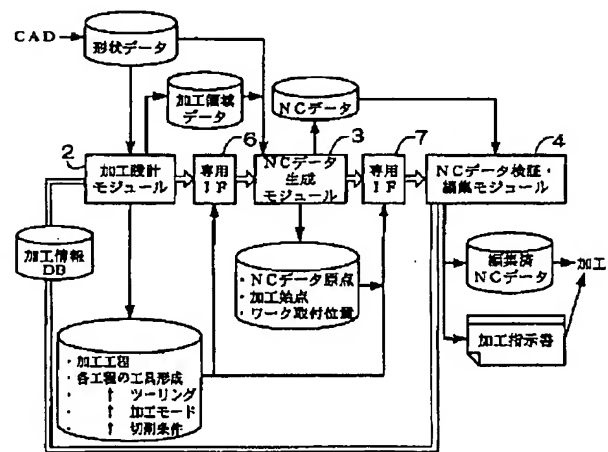 CAD
形状データ
加工領域
データ
NCデータ
2
加工設計
モジュール
6
専用
IF
3
NCデータ
生成
モジュール
7
専用
IF
4
NCデータ検証・
編集モジュール
加工情報
DB
・NCデータ原点
・加工始点
・ワーク取付位置
編集済
NCデータ
加工
加工指示書
・加工工程
・各工程の工具形成
・ ↑ ツーリング
・ ↑ 加工モード
・ ↑ 切削条件